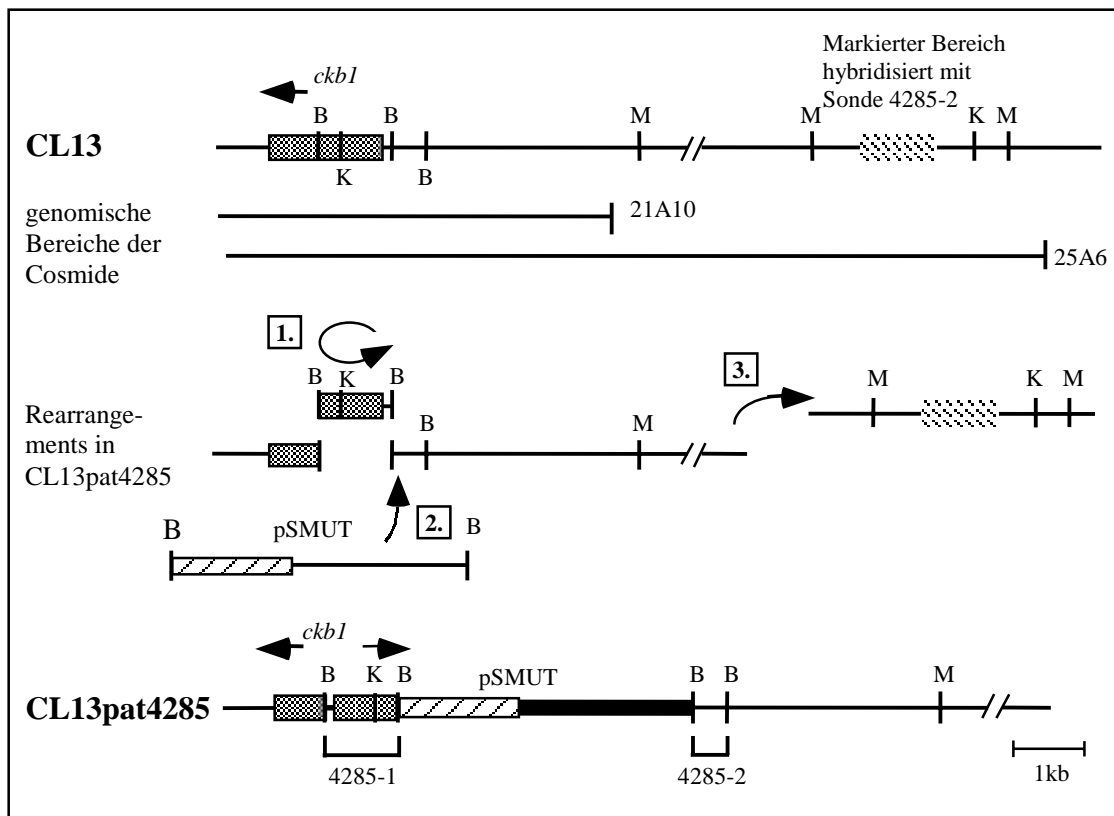 Markierter Bereich
hybridisiert mit
Sonde 4285-2
ckb1
B B M M K M
CL13
K B
genomische
Bereiche der
Cosmide
21A10
25A6
1.
3.
B K B
M K M
B M
Rearrange-
ments in
CL13pat4285
2.
B pSMUT B
ckb1
B K B pSMUT B B M
CL13pat4285
4285-1 4285-2 1kb